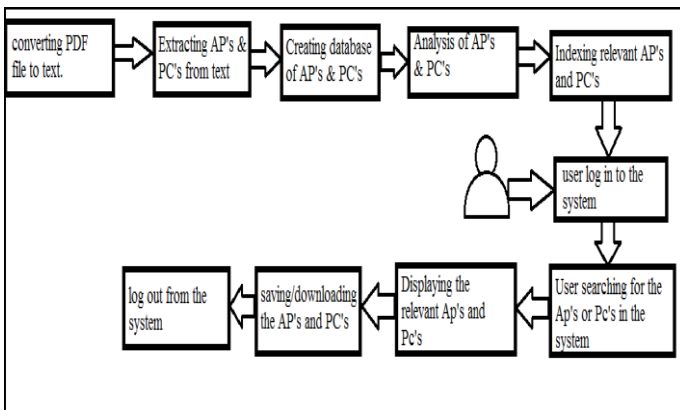 converting PDF
file to text.
Extracting AP's &
PC's from text
Creating database
of AP's & PC's
Analysis of AP's
& PC's
Indexing relevant AP's
and PC's
user log in to the
system
User searching for the
Ap's or Pc's in the
system
Displaying the
relevant Ap's and
Pc's
saving/downloading
the AP's and PC's
log out from the
system